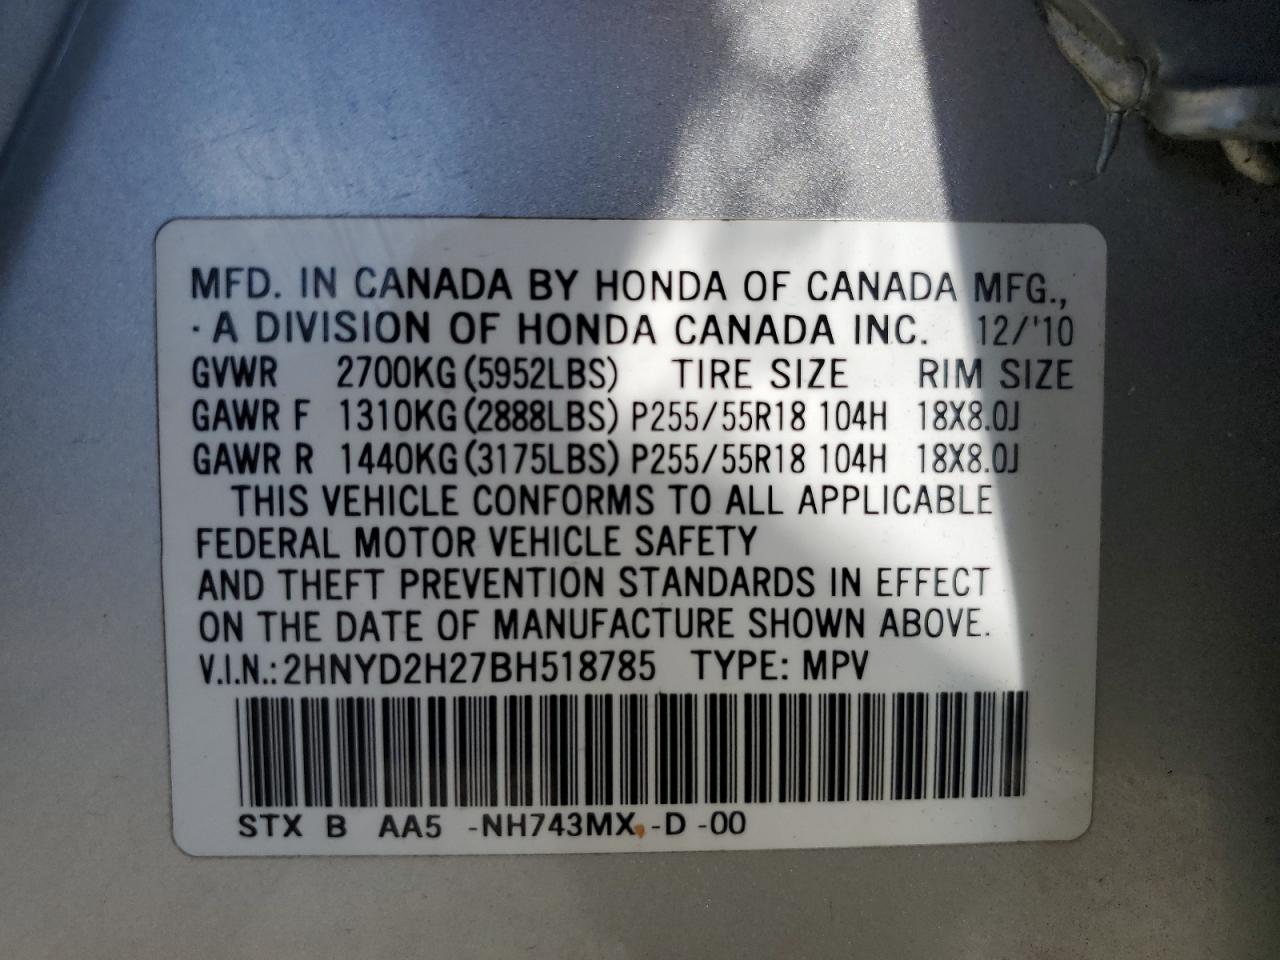 MFD. IN CANADA BY HONDA OF CANADA MFG.,
· A DIVISION OF HONDA CANADA INC. 12/'10
GVWR 2700KG (5952LBS) TIRE SIZE RIM SIZE
GAWR F 1310KG (2888LBS) P255/55R18 104H 18X8.0J
GAWR R 1440KG (3175LBS) P255/55R18 104H 18X8.0J
THIS VEHICLE CONFORMS TO ALL APPLICABLE
FEDERAL MOTOR VEHICLE SAFETY
AND THEFT PREVENTION STANDARDS IN EFFECT
ON THE DATE OF MANUFACTURE SHOWN ABOVE.
V.I.N.: 2HNYD2H27BH518785 TYPE: MPV
STX B AA5 -NH743MX -D -00